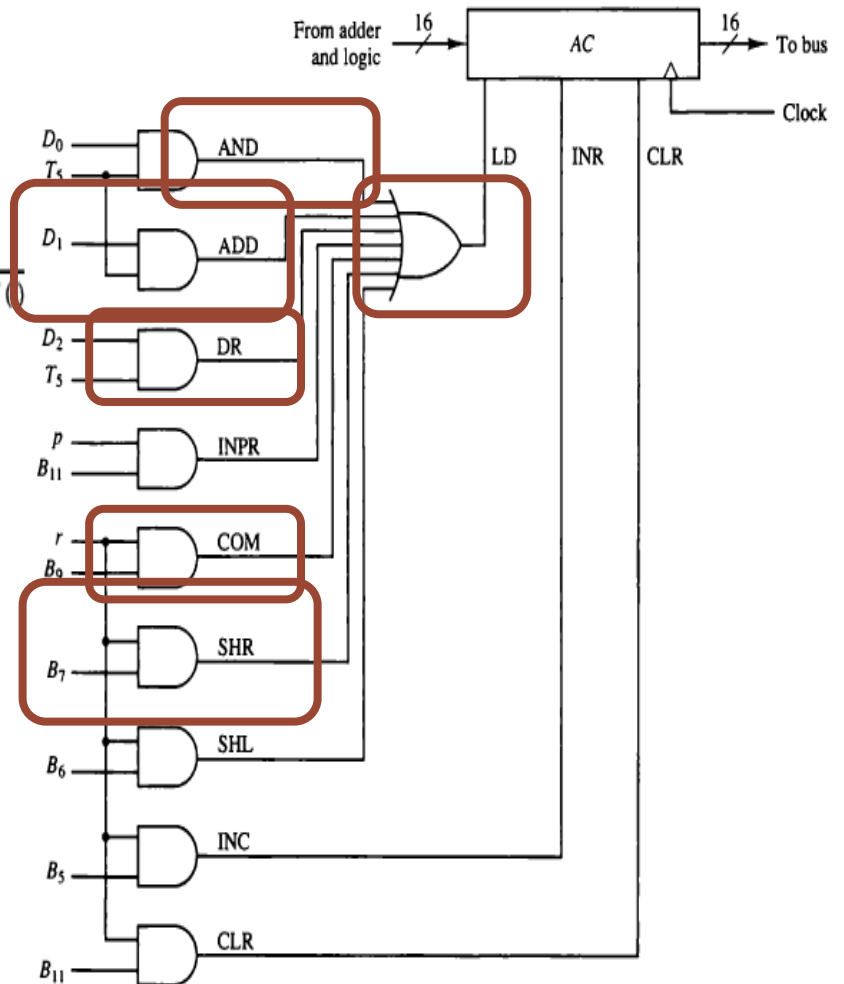 From adder
and logic
16
AC
16
To bus
Clock
LD
INR
CLR
D₀
T₅
AND
D₁
ADD
D₂
T₅
DR
p
B₁₁
INPR
r
B₉
COM
B₇
SHR
B₆
SHL
B₅
INC
B₁₁
CLR